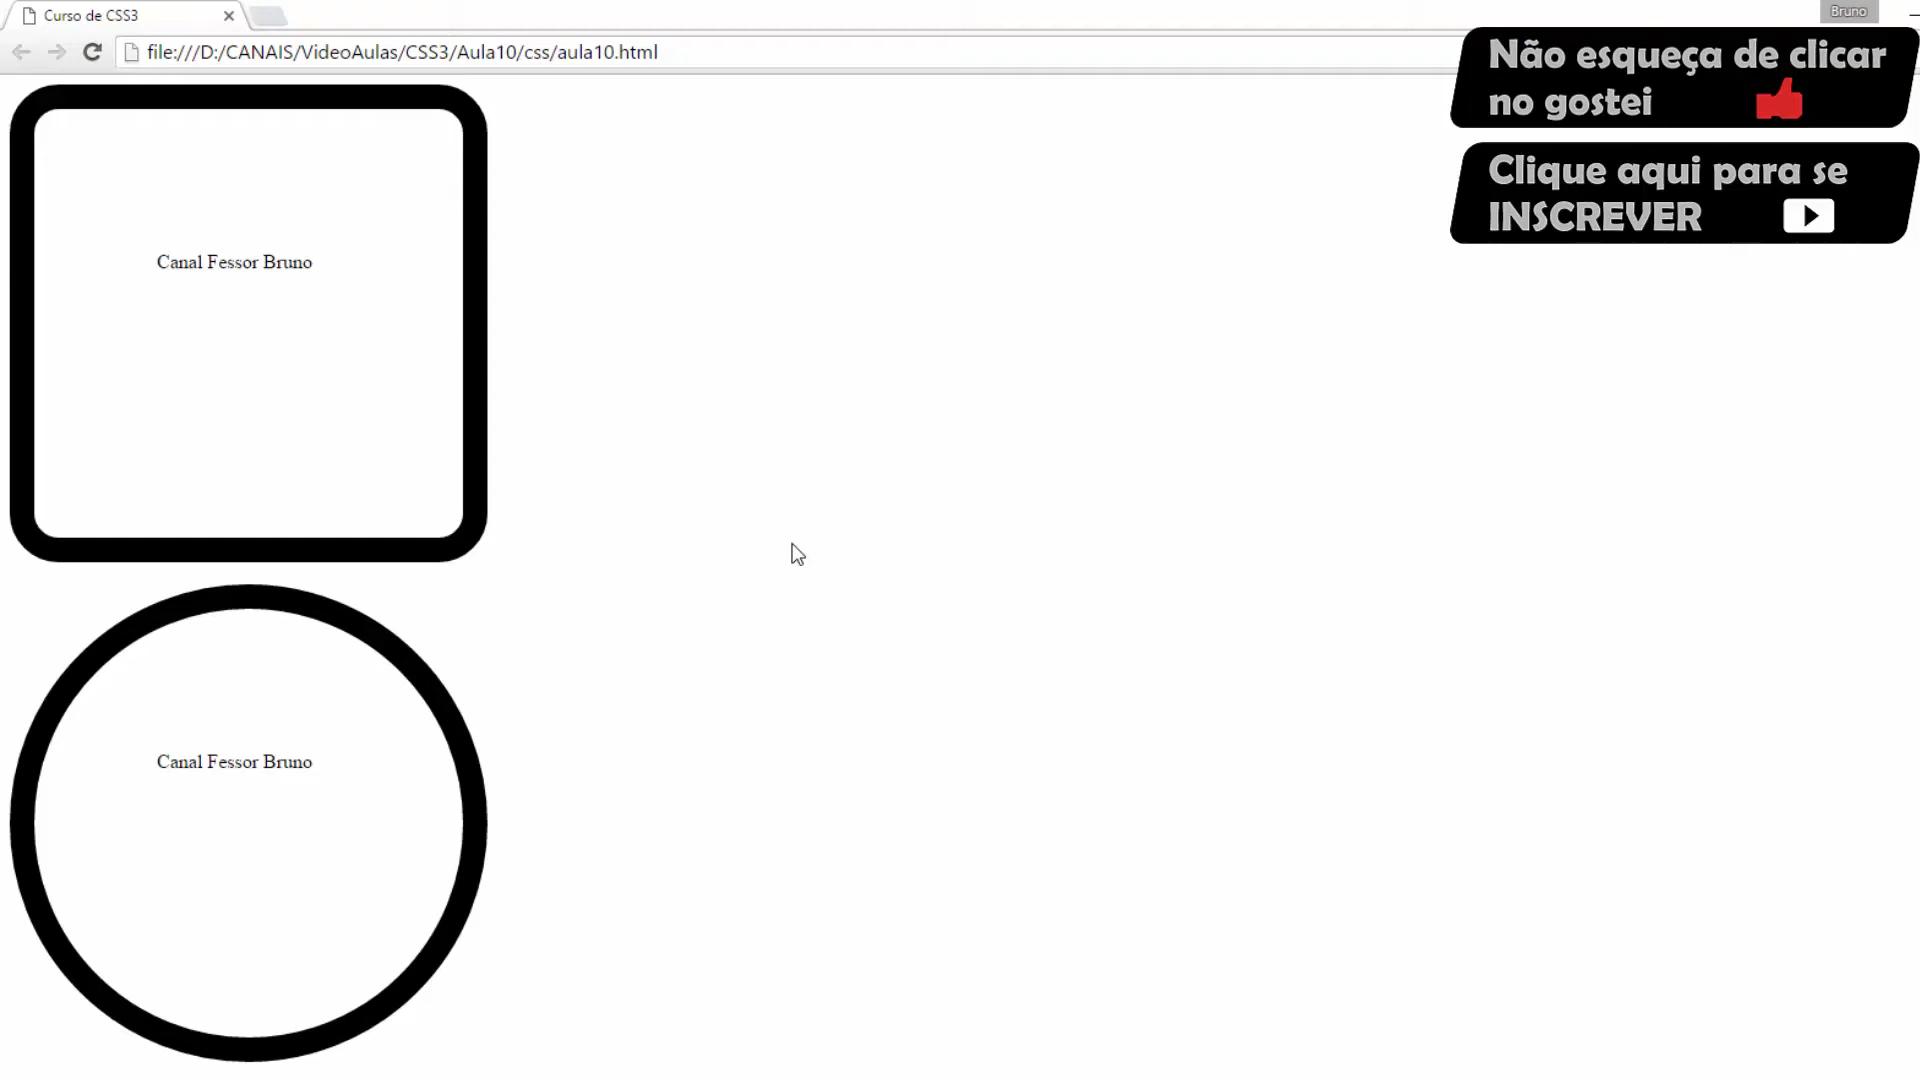 Curso de CSS3
Bruno
file:///D:/CANAIS/VideoAulas/CSS3/Aula10/css/aula10.html
Não esqueça de clicar
no gostei
Clique aqui para se
INSCREVER
Canal Fessor Bruno
Canal Fessor Bruno